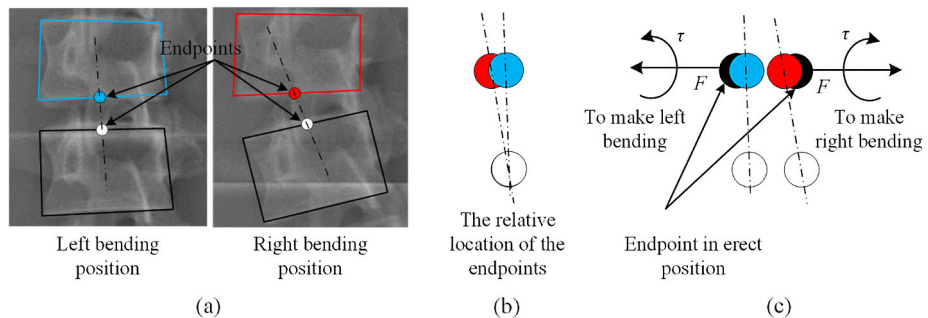 Endpoints
Left bending
position
Right bending
position
(a)
The relative
location of the
endpoints
(b)
τ
τ
F
F
To make left
bending
To make
right bending
Endpoint in erect
position
(c)